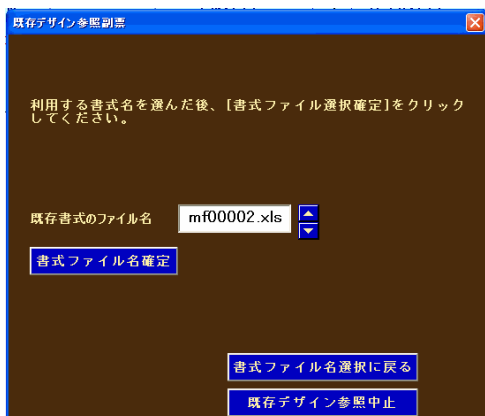 既存デザイン参照副票
利用する書式名を選んだ後、[書式ファイル選択確定]をクリック
してください。
既存書式のファイル名
mf00002.xls
書式ファイル名確定
書式ファイル名選択に戻る
既存デザイン参照中止